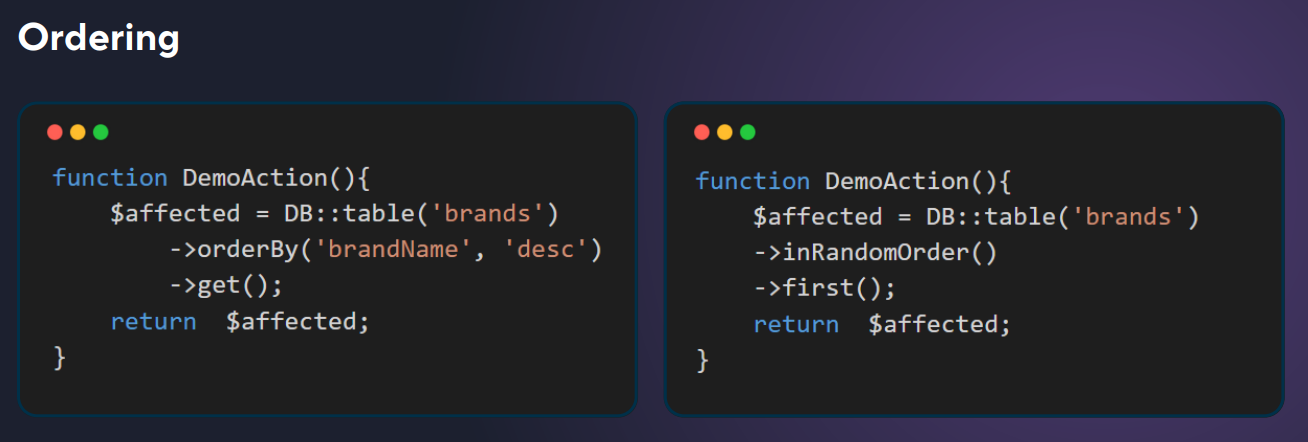 Ordering
function DemoAction(){
    $affected = DB::table('brands')
        ->orderBy('brandName', 'desc')
        ->get();
    return  $affected;
}
function DemoAction(){
    $affected = DB::table('brands')
    ->inRandomOrder()
    ->first();
    return  $affected;
}